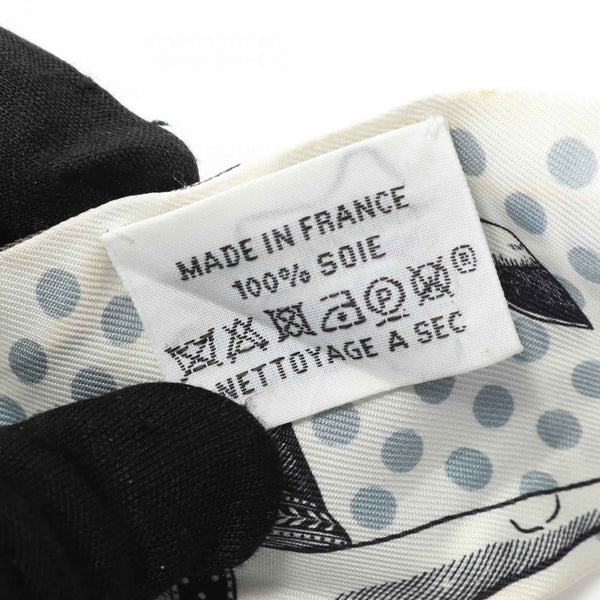 MADE IN FRANCE
100% SOIE
P ®
NETTOYAGE A SEC